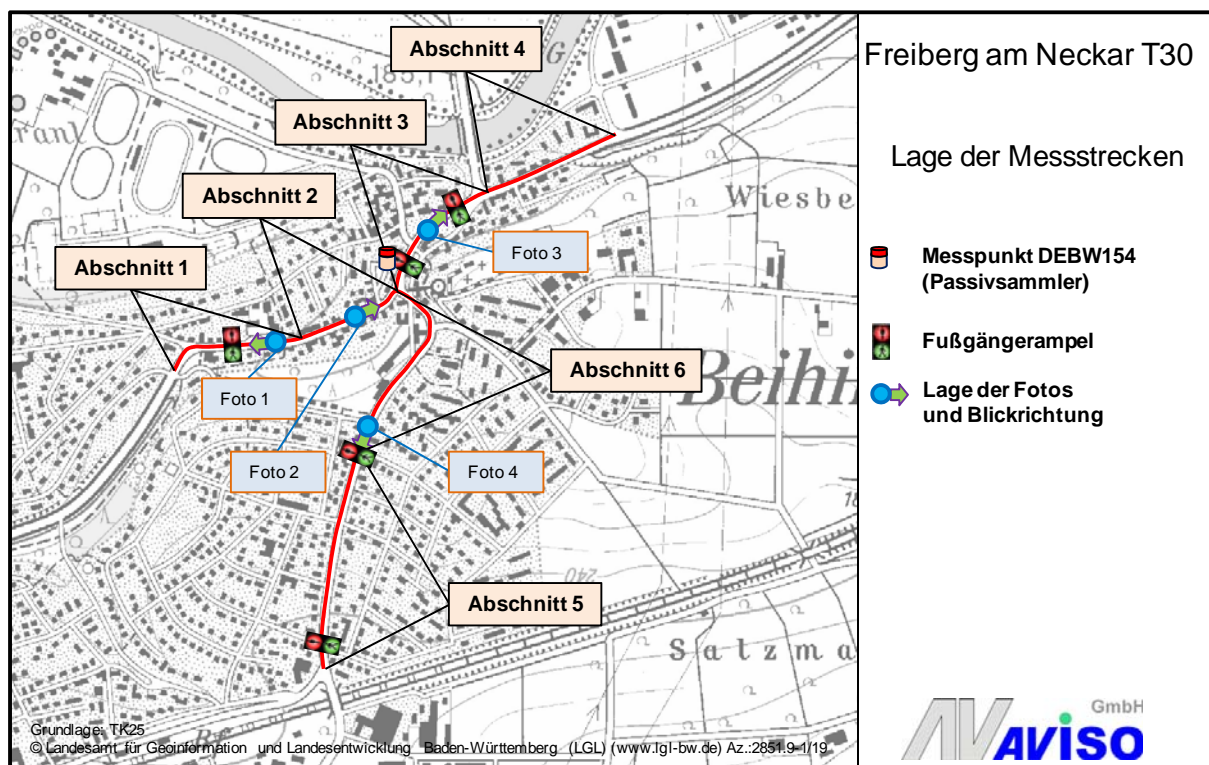 Freiberg am Neckar T30
Lage der Messstrecken
Messpunkt DEBW154
(Passivsammler)
Fußgängerampel
Lage der Fotos
und Blickrichtung
Abschnitt 4
Abschnitt 3
Abschnitt 2
Abschnitt 1
Foto 3
Abschnitt 6
Foto 1
Foto 2
Foto 4
Abschnitt 5
G
Wiesbe
Beihi
240
Salzma
Grundlage: TK25
© Landesamt für Geoinformation und Landesentwicklung Baden-Württemberg (LGL) (www.lgl-bw.de) Az.:2851.9-1/19
AV AVISO GmbH